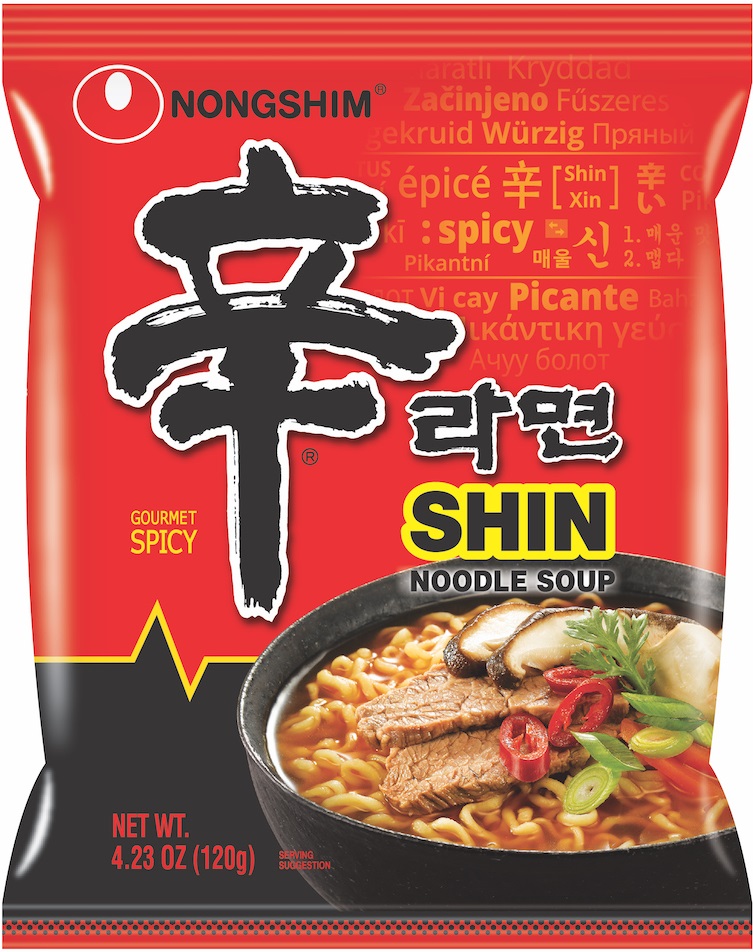 NONGSHIM®
Kryddad
Začinjeno Fűszeres
gekruid Würzig Пряный
épicé 辛 [Shin Xin] 辛い
: spicy 매울 신 1. 매운 맛
Pikantní 2. 맵다
Vi cay Picante
γεύσ
Ачуу болот
辛®
라면
SHIN
NOODLE SOUP
GOURMET
SPICY
NET WT.
4.23 OZ (120g)
SERVING
SUGGESTION